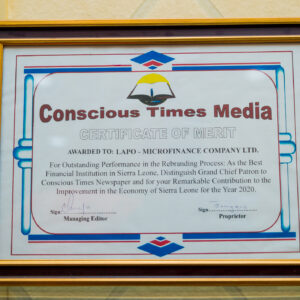 Conscious Times Media
CERTIFICATE OF MERIT
AWARDED TO: LAPO - MICROFINANCE COMPANY LTD.
For Outstanding Performance in the Rebranding Process: As the Best
Financial Institution in Sierra Leone, Distinguish Grand Chief Patron to
Conscious Times Newspaper and for your Remarkable Contribution to the
Improvement in the Economy of Sierra Leone for the Year 2020.
Sign
Managing Editor
Sign
Proprietor